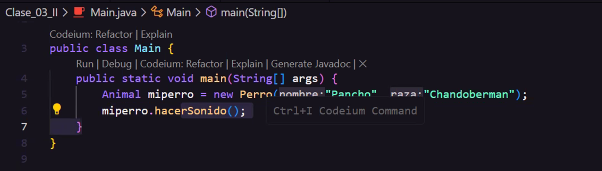 Clase_03_II > Main.java > Main > main(String[])
Codeium: Refactor | Explain
3 public class Main {
Run | Debug | Codeium: Refactor | Explain | Generate Javadoc | ×
4 public static void main(String[] args) {
5 Animal miperro = new Perro(nombre:"Pancho", raza:"Chandoberman");
6 miperro.hacerSonido(); Ctrl+I Codeium Command
7 }
8 }
9